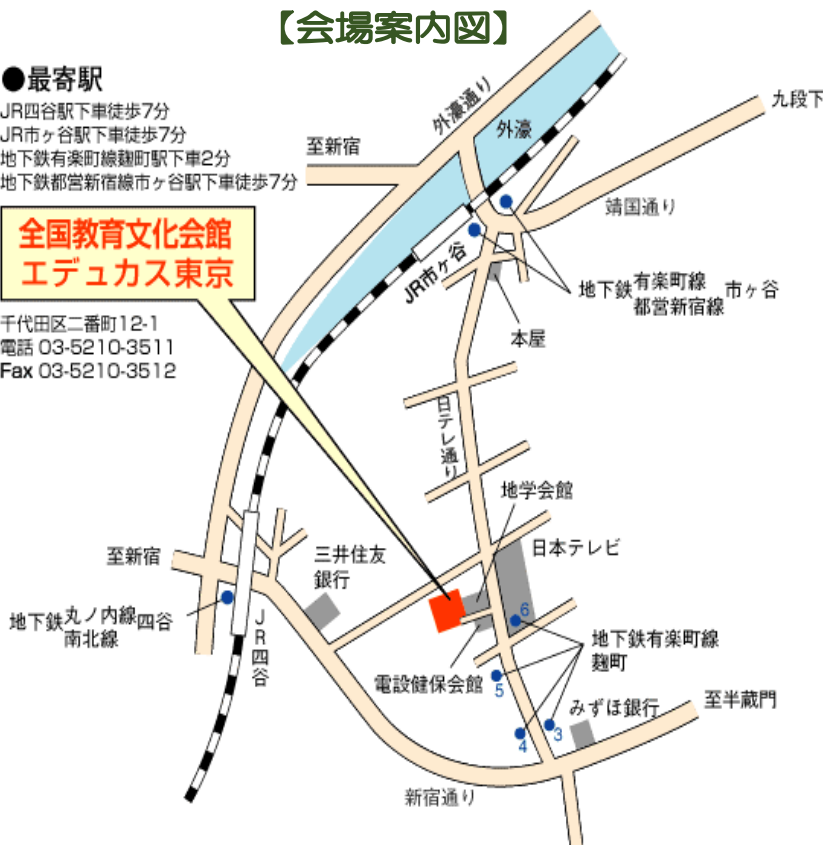 【会場案内図】
●最寄駅
JR四谷駅下車徒歩7分
JR市ヶ谷駅下車徒歩7分
地下鉄有楽町線麹町駅下車2分
地下鉄都営新宿線市ヶ谷駅下車徒歩7分
全国教育文化会館
エデュカス東京
千代田区二番町12-1
電話 03-5210-3511
Fax 03-5210-3512
至新宿
外濠通り
外濠
九段下
靖国通り
JR市ヶ谷
地下鉄
有楽町線
都営新宿線
市ヶ谷
本屋
日テレ通り
地学会館
日本テレビ
至新宿
三井住友
銀行
地下鉄
丸ノ内線
南北線
四谷
JR四谷
6
地下鉄有楽町線
麹町
電設健保会館
5
みずほ銀行
至半蔵門
3
4
新宿通り